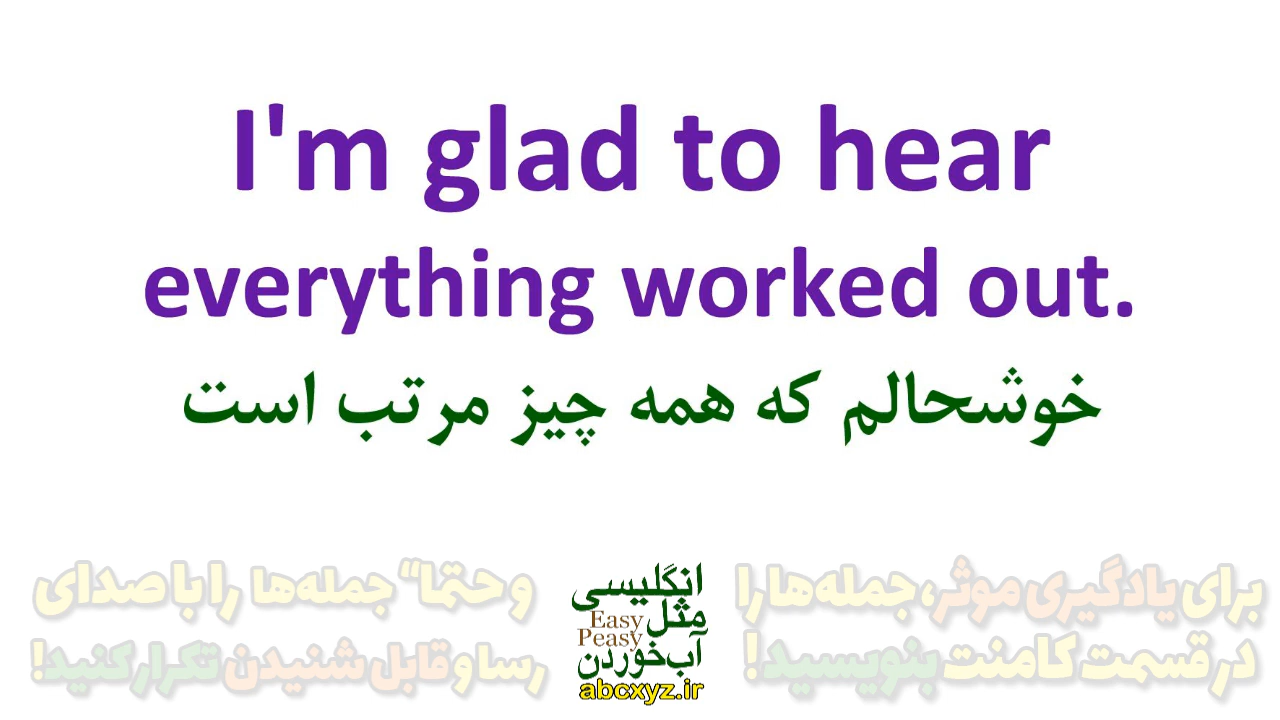 I'm glad to hear
everything worked out.
خوشحالم که همه چیز مرتب است
برای یادگیری موثر، جمله‌ها را
در قسمت کامنت بنویسید!
انگلیسی
مثل
Easy
Peasy
آب‌خوردن
abcxyz.ir
و حتما“ جمله‌ها را با صدای
رسا و قابل شنیدن تکرار کنید!